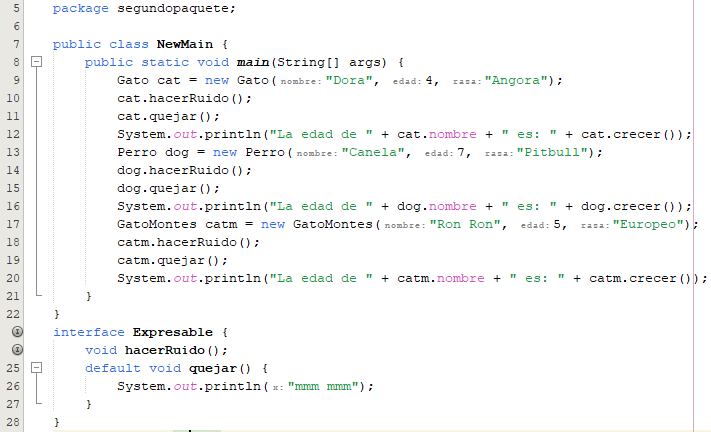 5 package segundopaquete;
6
7 public class NewMain {
8 public static void main(String[] args) {
9 Gato cat = new Gato( nombre: "Dora", edad: 4, rasa: "Angora");
10 cat.hacerRuido();
11 cat.quejar();
12 System.out.println("La edad de " + cat.nombre + " es: " + cat.crecer());
13 Perro dog = new Perro( nombre: "Canela", edad: 7, rasa: "Pitbull");
14 dog.hacerRuido();
15 dog.quejar();
16 System.out.println("La edad de " + dog.nombre + " es: " + dog.crecer());
17 GatoMontes catm = new GatoMontes( nombre: "Ron Ron", edad: 5, rasa: "Europeo");
18 catm.hacerRuido();
19 catm.quejar();
20 System.out.println("La edad de " + catm.nombre + " es: " + catm.crecer());
21 }
22 }
interface Expresable {
void hacerRuido();
25 default void quejar() {
26 System.out.println( x: "mmm mmm");
27 }
28 }